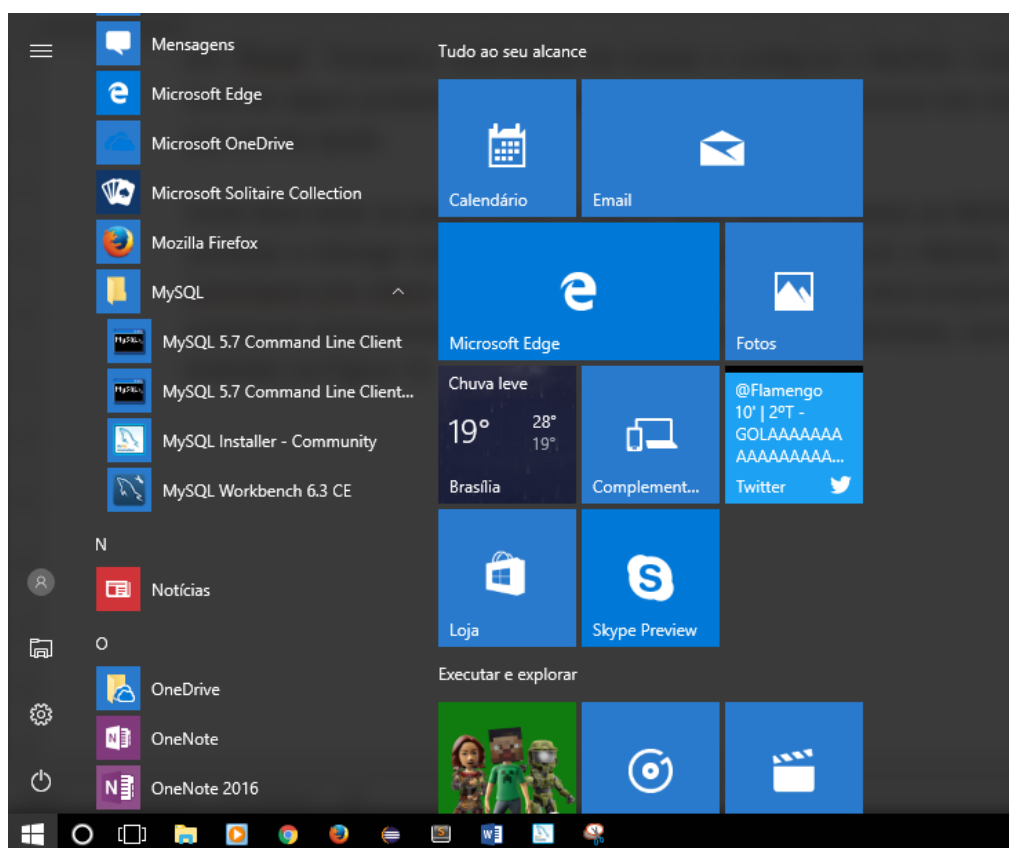 Mensagens
Microsoft Edge
Microsoft OneDrive
Microsoft Solitaire Collection
Mozilla Firefox
MySQL
MySQL 5.7 Command Line Client
MySQL 5.7 Command Line Client...
MySQL Installer - Community
MySQL Workbench 6.3 CE
N
Notícias
O
OneDrive
OneNote
OneNote 2016
Tudo ao seu alcance
Calendário
Email
Microsoft Edge
Fotos
Chuva leve
19°
28°
19°
Brasília
Complement...
@Flamengo
10' | 2ºT -
GOLAAAAAAA
AAAAAAAAA...
Twitter
Loja
Skype Preview
Executar e explorar